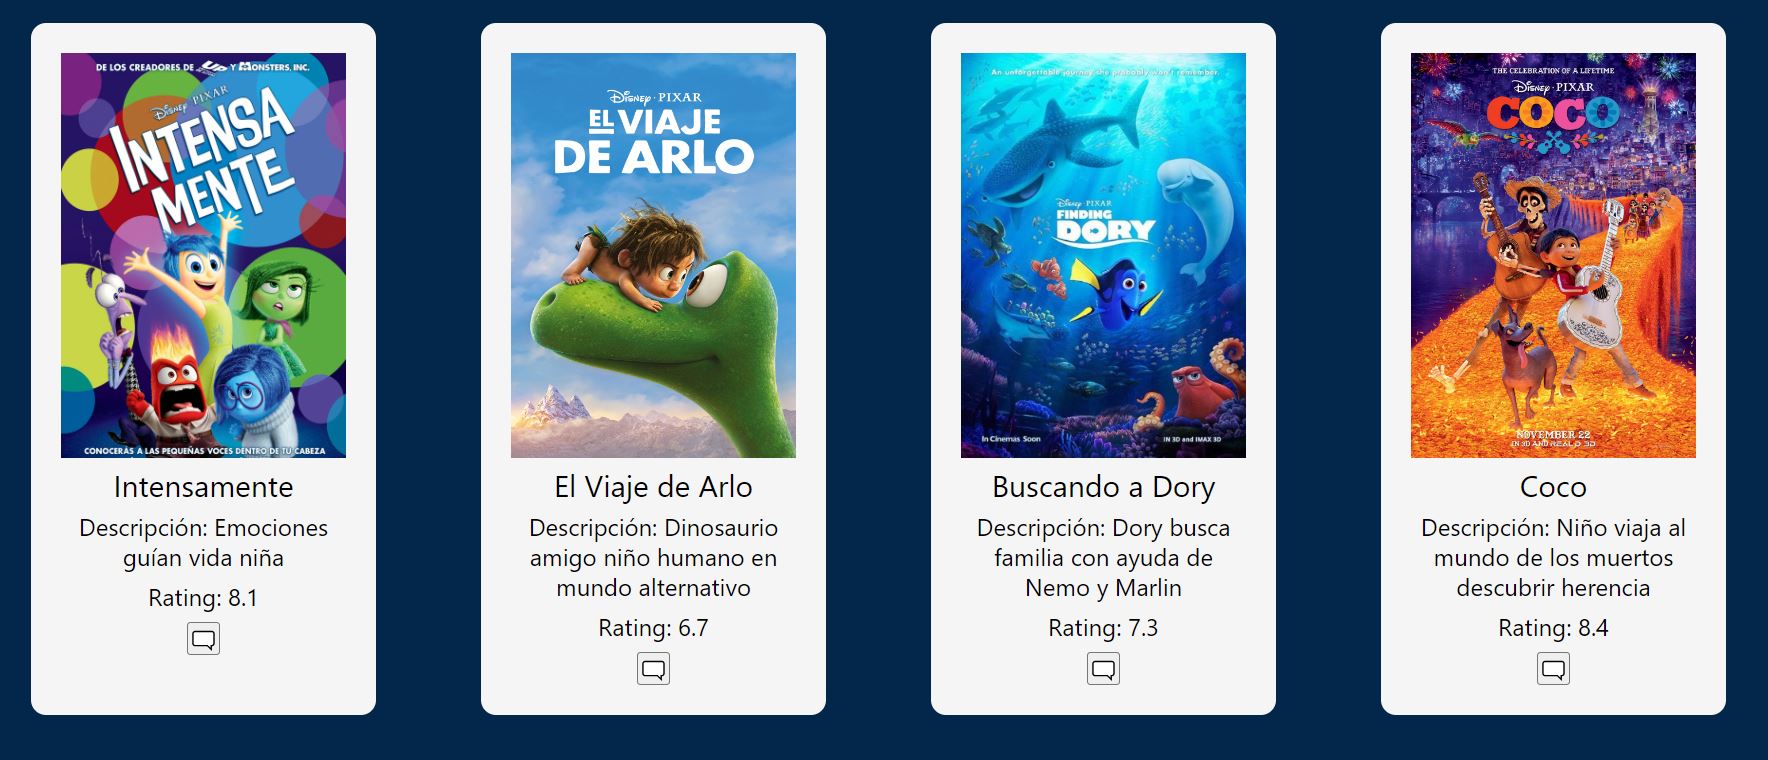 DE LOS CREADORES DE UP Y MONSTERS, INC.
DISNEY · PIXAR
INTENSA
MENTE
CONOCERÁS A LAS PEQUEÑAS VOCES DENTRO DE TU CABEZA
Intensamente
Descripción: Emociones
guían vida niña
Rating: 8.1
DISNEY · PIXAR
EL VIAJE
DE ARLO
El Viaje de Arlo
Descripción: Dinosaurio
amigo niño humano en
mundo alternativo
Rating: 6.7
An unforgettable journey she probably won't remember.
DISNEY · PIXAR
FINDING
DORY
In Cinemas Soon
IN 3D and IMAX 3D
Buscando a Dory
Descripción: Dory busca
familia con ayuda de
Nemo y Marlin
Rating: 7.3
THE CELEBRATION OF A LIFETIME
DISNEY · PIXAR
COCO
NOVEMBER 22
IN 3D AND REAL D 3D
Coco
Descripción: Niño viaja al
mundo de los muertos
descubrir herencia
Rating: 8.4